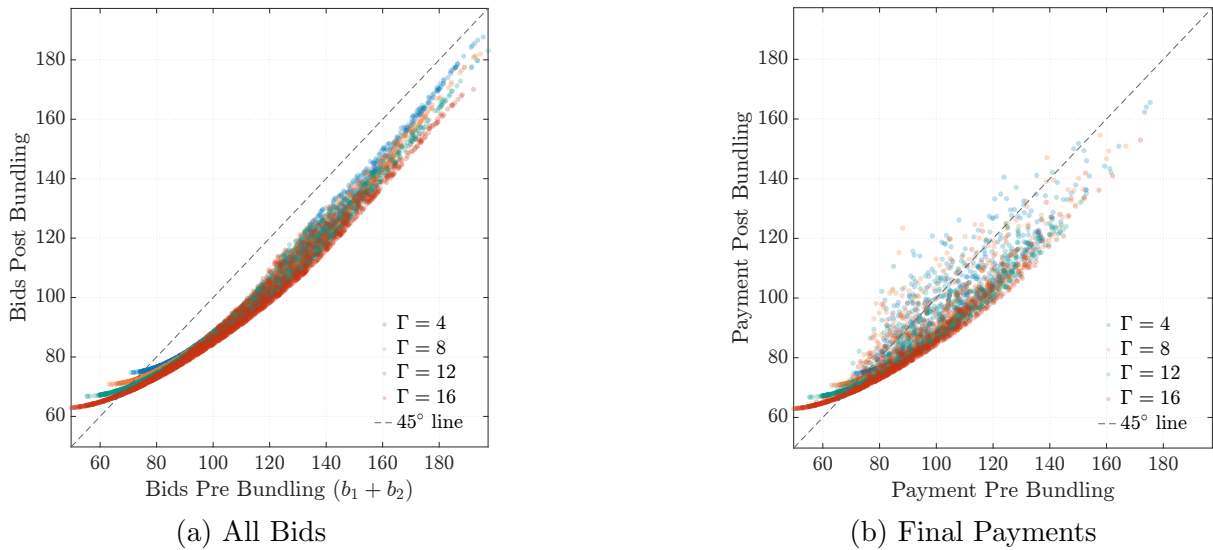 Bids Post Bundling
180
160
140
120
100
80
60
60 80 100 120 140 160 180
Bids Pre Bundling (b₁ + b₂)
Γ = 4
Γ = 8
Γ = 12
Γ = 16
45° line
(a) All Bids
Payment Post Bundling
180
160
140
120
100
80
60
60 80 100 120 140 160 180
Payment Pre Bundling
Γ = 4
Γ = 8
Γ = 12
Γ = 16
45° line
(b) Final Payments